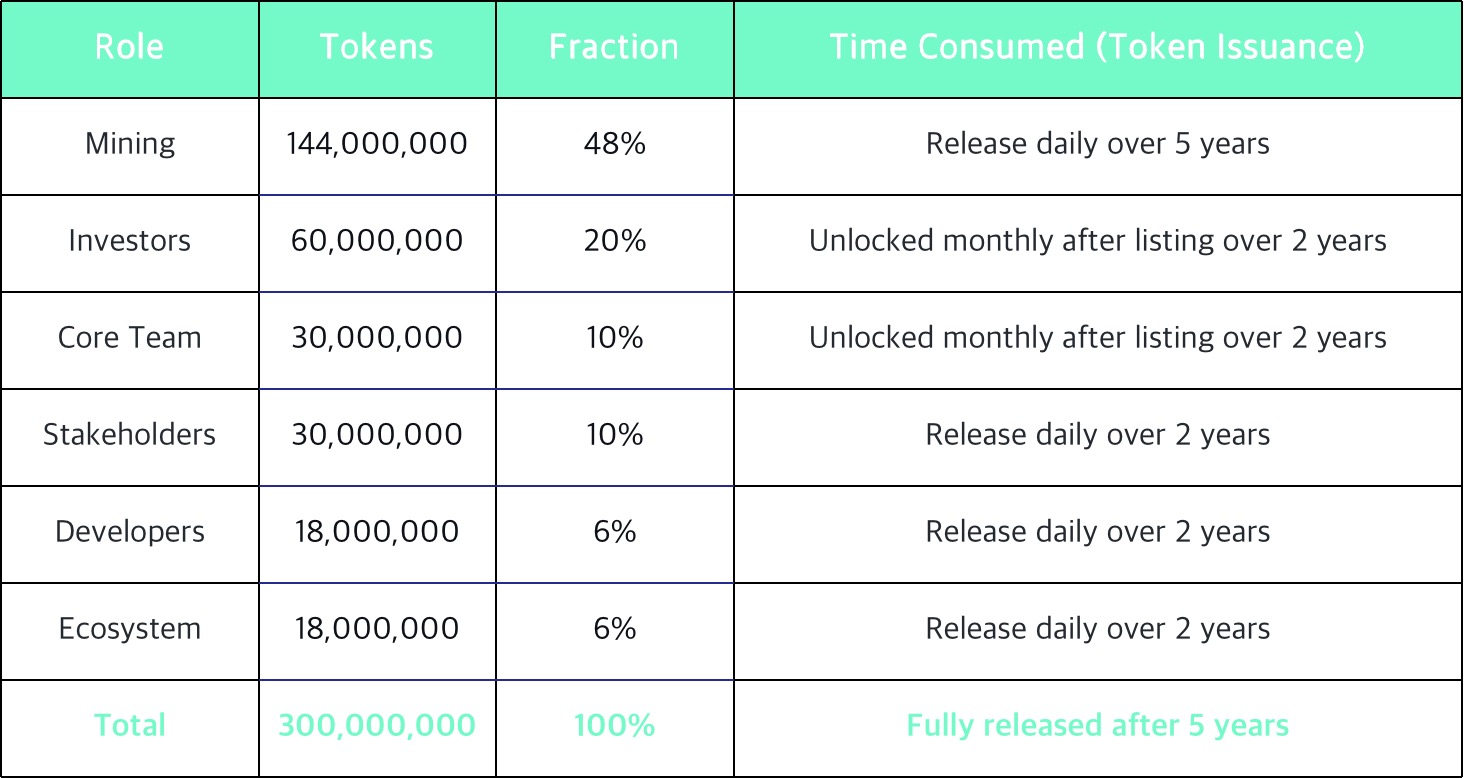 Role Tokens Fraction Time Consumed (Token Issuance)
Mining 144,000,000 48% Release daily over 5 years
Investors 60,000,000 20% Unlocked monthly after listing over 2 years
Core Team 30,000,000 10% Unlocked monthly after listing over 2 years
Stakeholders 30,000,000 10% Release daily over 2 years
Developers 18,000,000 6% Release daily over 2 years
Ecosystem 18,000,000 6% Release daily over 2 years
Total 300,000,000 100% Fully released after 5 years